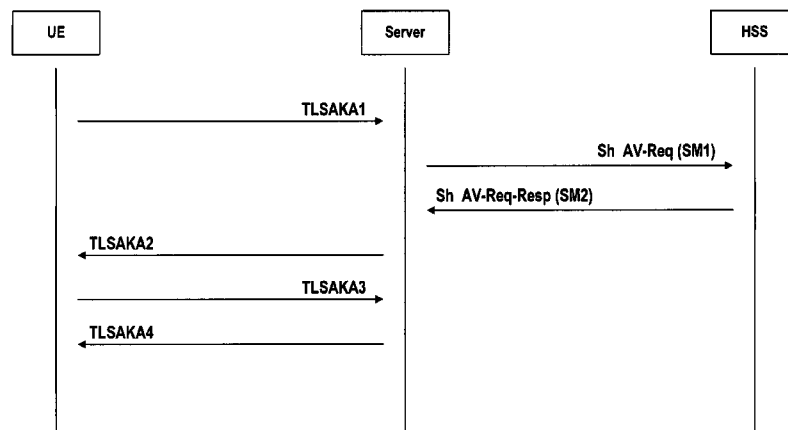 UE
Server
HSS
TLSAKA1
Sh AV-Req (SM1)
Sh AV-Req-Resp (SM2)
TLSAKA2
TLSAKA3
TLSAKA4